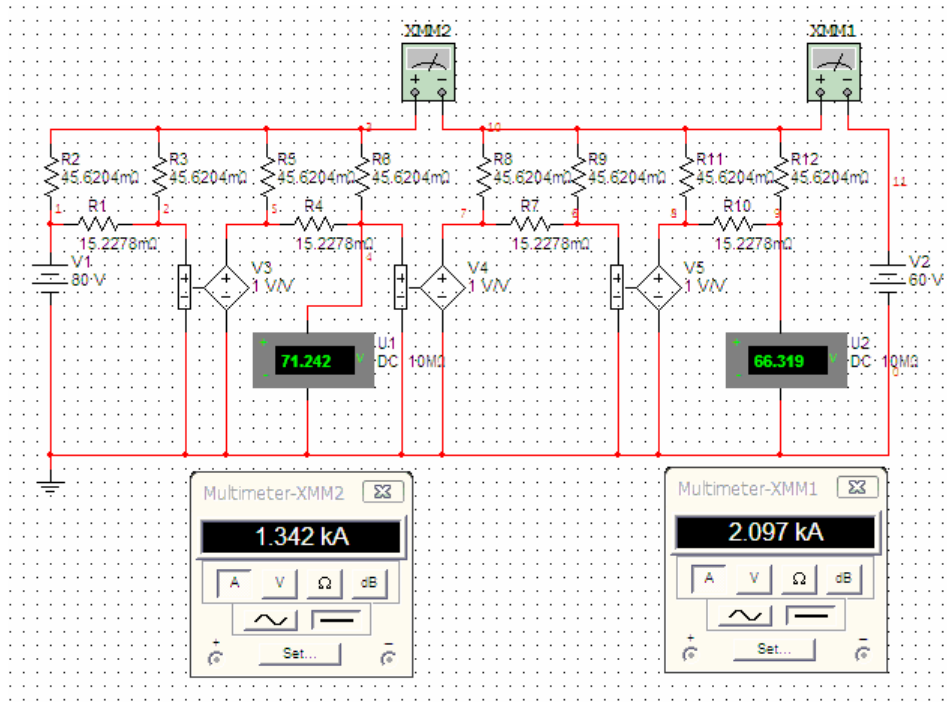 XMM2
XMM1
3
10
R2
45.6204mΩ
R3
45.6204mΩ
R5
45.6204mΩ
R6
45.6204mΩ
R8
45.6204mΩ
R9
45.6204mΩ
R11
45.6204mΩ
R12
45.6204mΩ
11
1
R1
2
5
R4
7
R7
6
8
R10
9
15.2278mΩ
15.2278mΩ
15.2278mΩ
15.2278mΩ
4
V1
80 V
V3
1 V/V
V4
1 V/V
V5
1 V/V
V2
60 V
+
71.242
V
-
U1
DC 10MΩ
+
66.319
V
-
U2
DC 10MΩ
0
Multimeter-XMM2
1.342 kA
A V Ω dB
+
Set...
−
Multimeter-XMM1
2.097 kA
A V Ω dB
+
Set...
−